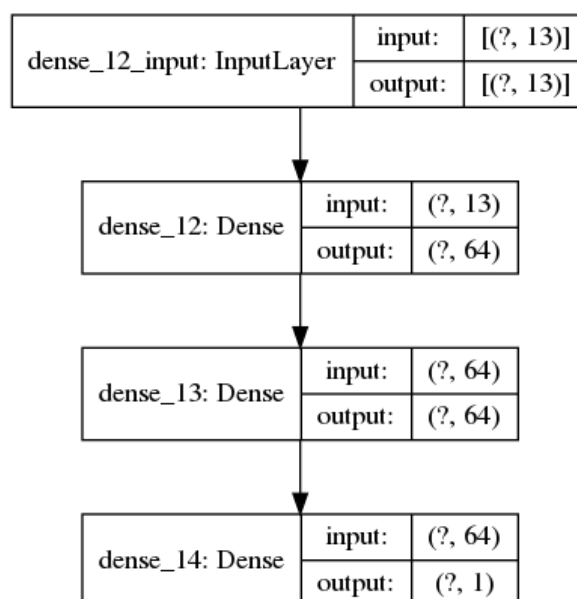 dense_12_input: InputLayer
input: [(?, 13)]
output: [(?, 13)]
dense_12: Dense
input: (?, 13)
output: (?, 64)
dense_13: Dense
input: (?, 64)
output: (?, 64)
dense_14: Dense
input: (?, 64)
output: (?, 1)